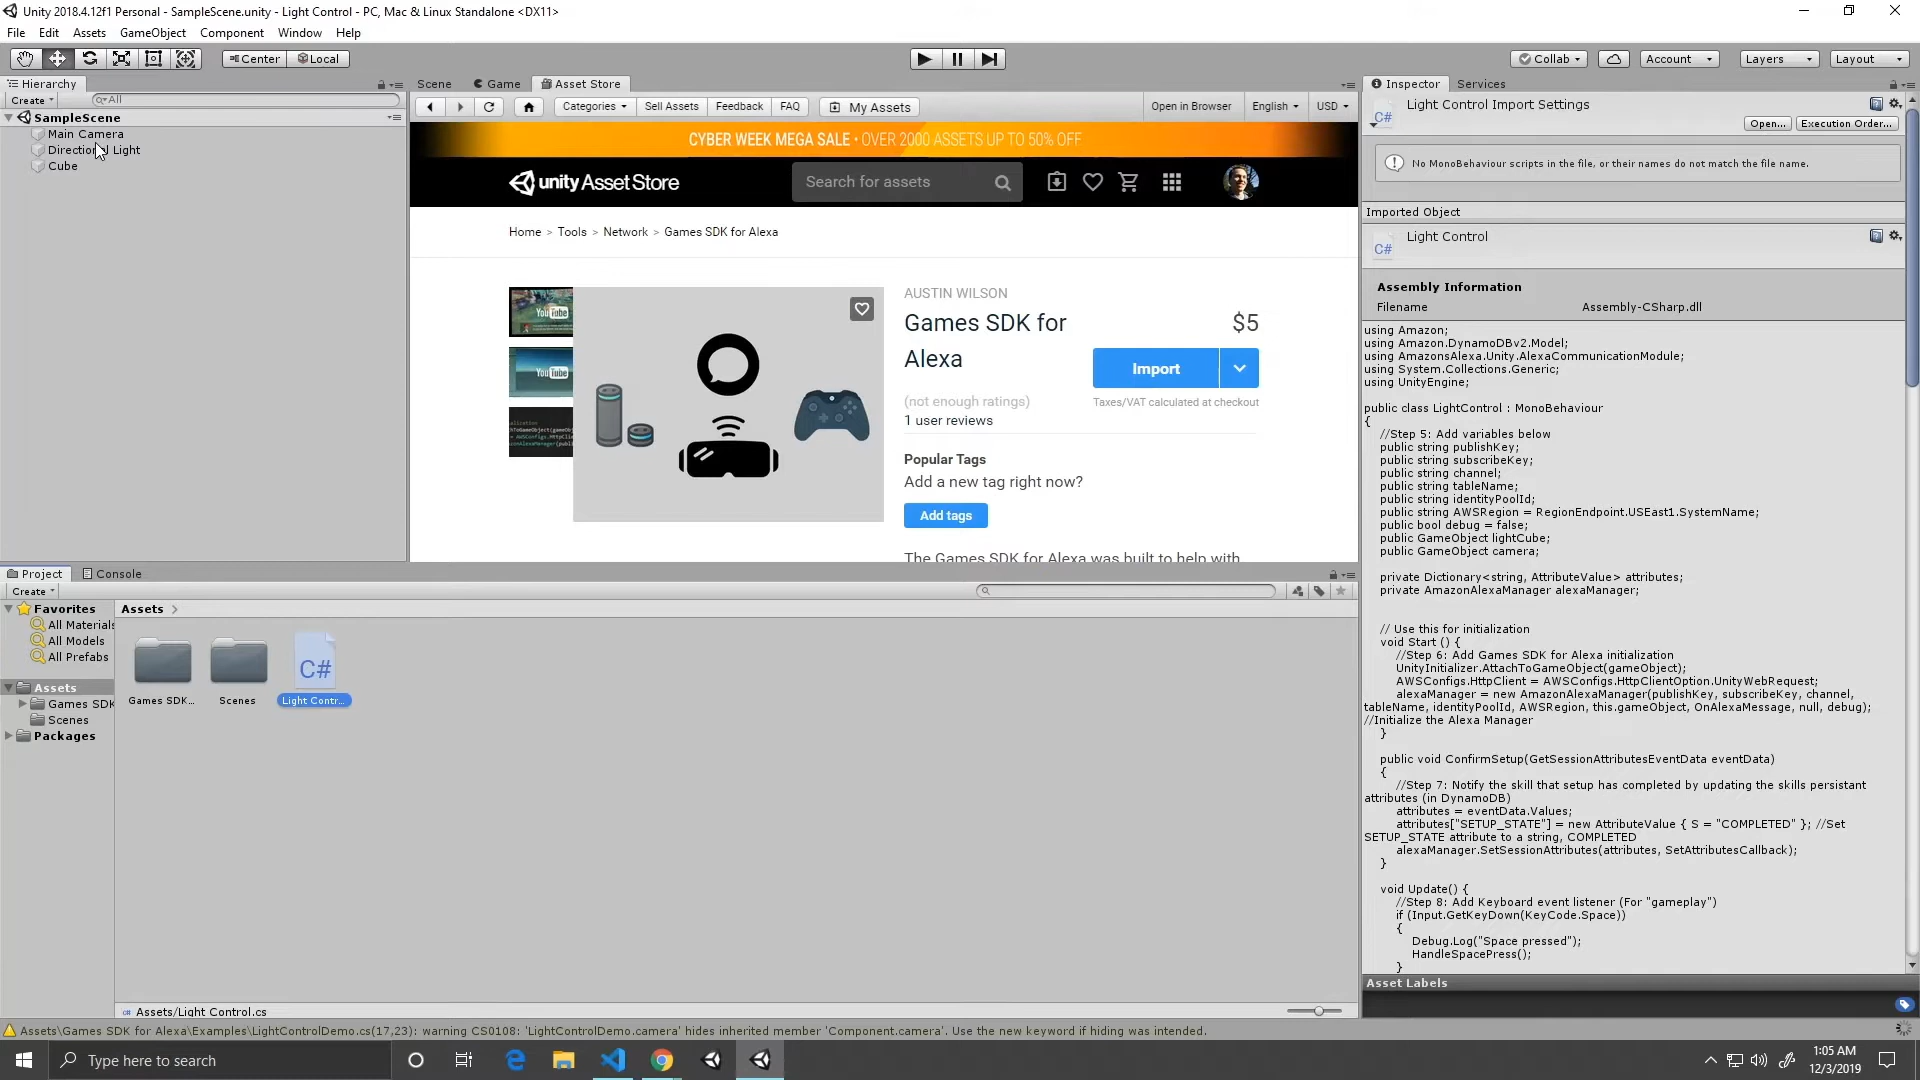 Unity 2018.4.12f1 Personal - SampleScene.unity - Light Control - PC, Mac & Linux Standalone <DX11>
File Edit Assets GameObject Component Window Help
Center Local
Collab Account Layers Layout
Hierarchy
Create All
SampleScene
Main Camera
Directional Light
Cube
Scene Game Asset Store
Categories Sell Assets Feedback FAQ My Assets Open in Browser English USD
CYBER WEEK MEGA SALE • OVER 2000 ASSETS UP TO 50% OFF
unity Asset Store
Search for assets
Home > Tools > Network > Games SDK for Alexa
YouTube
YouTube
AUSTIN WILSON
Games SDK for Alexa
$5
Import
Taxes/VAT calculated at checkout
(not enough ratings)
1 user reviews
Popular Tags
Add a new tag right now?
Add tags
The Games SDK for Alexa was built to help with
Inspector Services
Light Control Import Settings
C#
Open... Execution Order...
No MonoBehaviour scripts in the file, or their names do not match the file name.
Imported Object
Light Control
C#
Assembly Information
Filename Assembly-CSharp.dll
using Amazon;
using Amazon.DynamoDBv2.Model;
using AmazonsAlexa.Unity.AlexaCommunicationModule;
using System.Collections.Generic;
using UnityEngine;
public class LightControl : MonoBehaviour
{
//Step 5: Add variables below
public string publishKey;
public string subscribeKey;
public string channel;
public string tableName;
public string identityPoolId;
public string AWSRegion = RegionEndpoint.USEast1.SystemName;
public bool debug = false;
public GameObject lightCube;
public GameObject camera;
private Dictionary<string, AttributeValue> attributes;
private AmazonAlexaManager alexaManager;
// Use this for initialization
void Start () {
//Step 6: Add Games SDK for Alexa initialization
UnityInitializer.AttachToGameObject(gameObject);
AWSConfigs.HttpClient = AWSConfigs.HttpClientOption.UnityWebRequest;
alexaManager = new AmazonAlexaManager(publishKey, subscribeKey, channel,
tableName, identityPoolId, AWSRegion, this.gameObject, OnAlexaMessage, null, debug);
//Initialize the Alexa Manager
}
public void ConfirmSetup(GetSessionAttributesEventData eventData)
{
//Step 7: Notify the skill that setup has completed by updating the skills persistant
attributes (in DynamoDB)
attributes = eventData.Values;
attributes["SETUP_STATE"] = new AttributeValue { S = "COMPLETED" }; //Set
SETUP_STATE attribute to a string, COMPLETED
alexaManager.SetSessionAttributes(attributes, SetAttributesCallback);
}
void Update() {
//Step 8: Add Keyboard event listener (For "gameplay")
if (Input.GetKeyDown(KeyCode.Space))
{
Debug.Log("Space pressed");
HandleSpacePress();
}
Asset Labels
Project Console
Create
Favorites
All Materials
All Models
All Prefabs
Assets
Games SDK
Scenes
Packages
Assets
C#
Games SDK... Scenes Light Contr...
Assets/Light Control.cs
Assets\Games SDK for Alexa\Examples\LightControlDemo.cs(17,23): warning CS0108: 'LightControlDemo.camera' hides inherited member 'Component.camera'. Use the new keyword if hiding was intended.
Type here to search
1:05 AM
12/3/2019